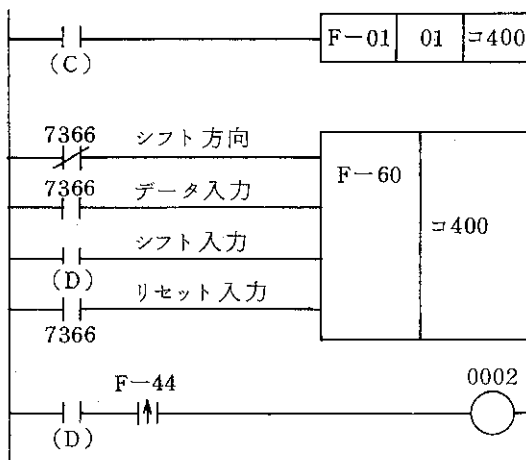 F-01 01 コ400
(C)
7366 シフト方向
7366 データ入力
F-60
コ400
シフト入力
(D)
リセット入力
7366
F-44
0002
(D)